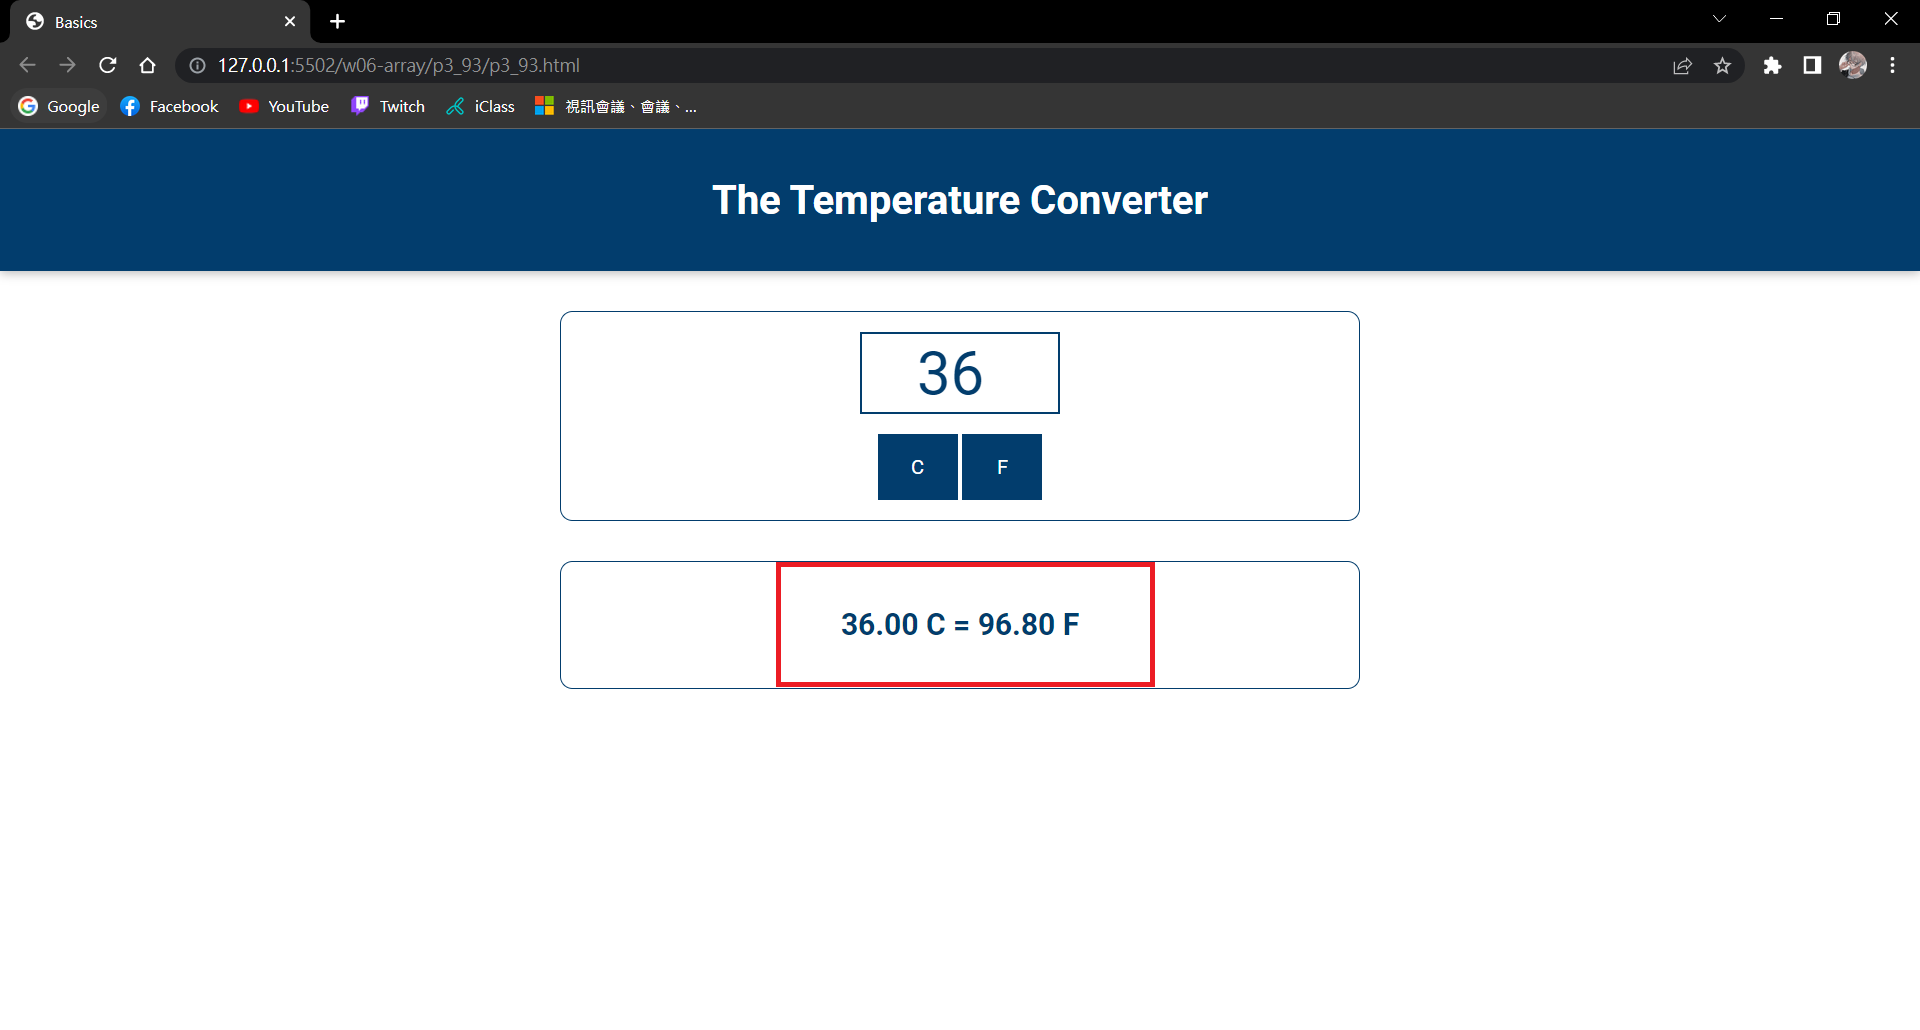 Basics
127.0.0.1:5502/w06-array/p3_93/p3_93.html
Google Facebook YouTube Twitch iClass 視訊會議、會議、...
The Temperature Converter
36
C F
36.00 C = 96.80 F